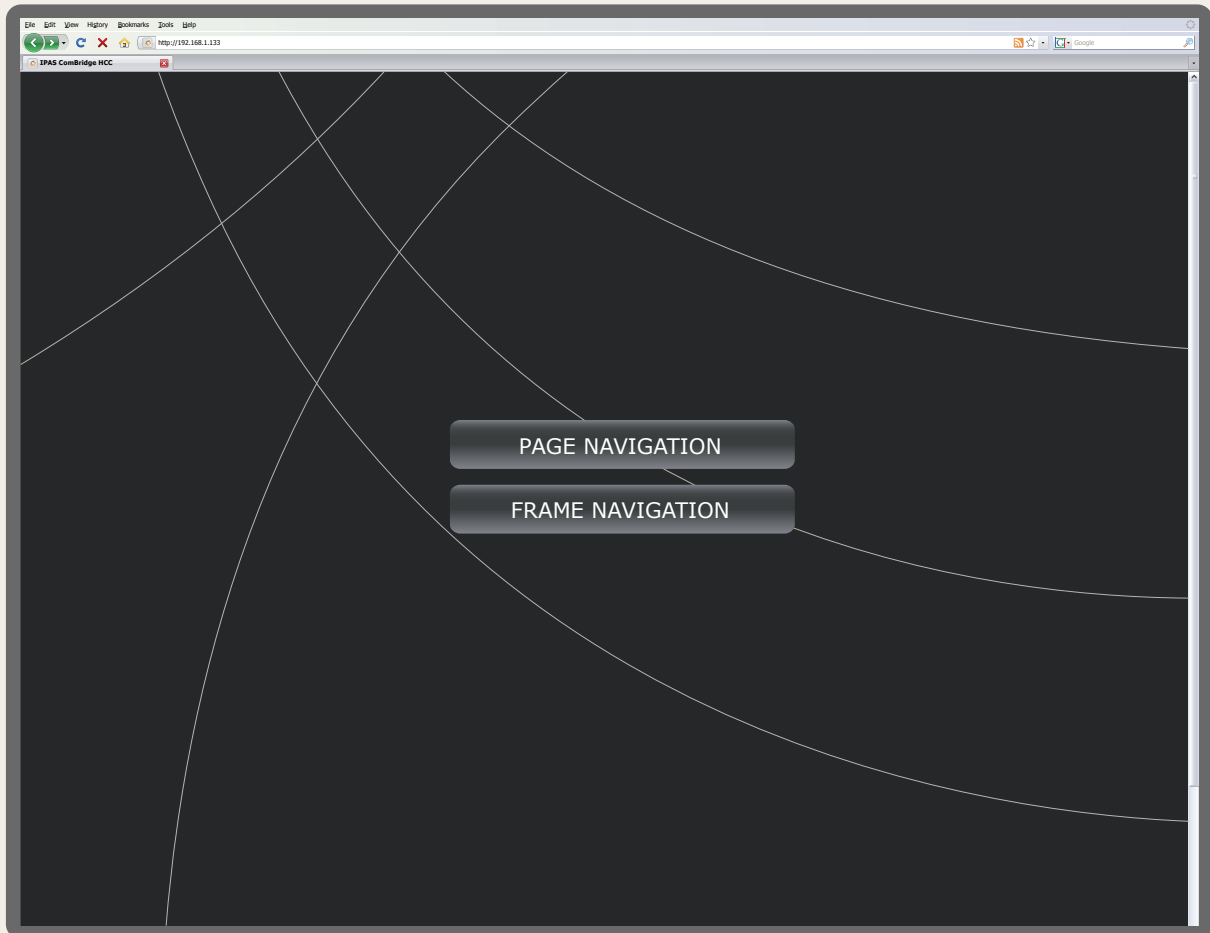 File Edit View History Bookmarks Tools Help
http://192.168.1.133
Google
IPAS ComBridge HCC
PAGE NAVIGATION
FRAME NAVIGATION